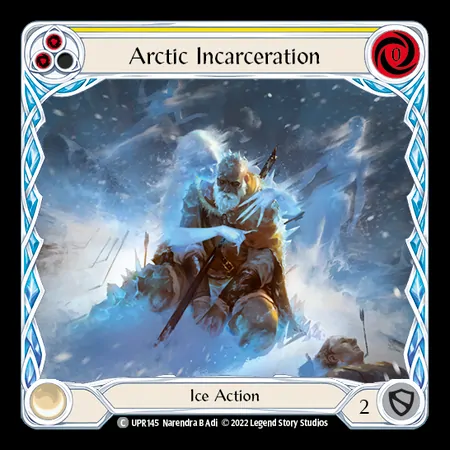 Arctic Incarceration
0
Ice Action
2
C UPR145 Narendra B Adi ©2022 Legend Story Studios